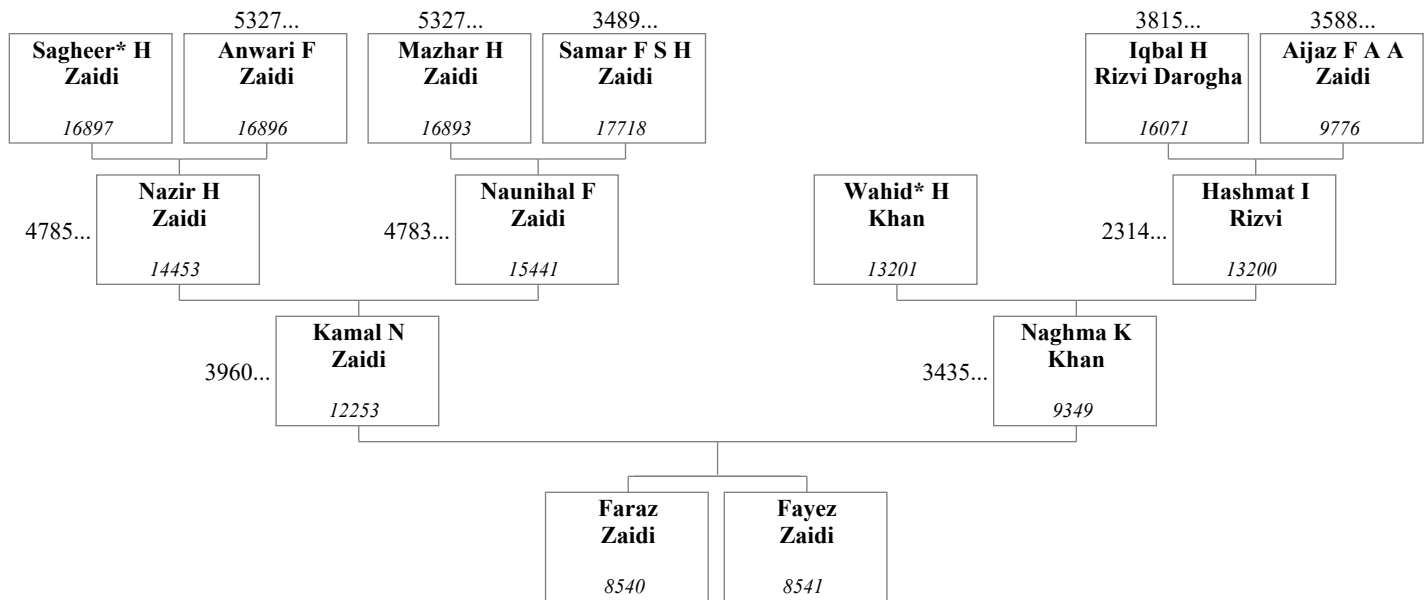 5327... 5327... 3489... 3815... 3588...
Sagheer* H Anwari F Mazhar H Samar F S H Iqbal H Aijaz F A A
Zaidi Zaidi Zaidi Zaidi Rizvi Darogha Zaidi
16897 16896 16893 17718 16071 9776
Nazir H Naunihal F Wahid* H Hashmat I
Zaidi Zaidi Khan Rizvi
4785... 4783... 2314...
14453 15441 13201 13200
Kamal N Naghma K
Zaidi Khan
3960... 3435...
12253 9349
Faraz Fayez
Zaidi Zaidi
8540 8541